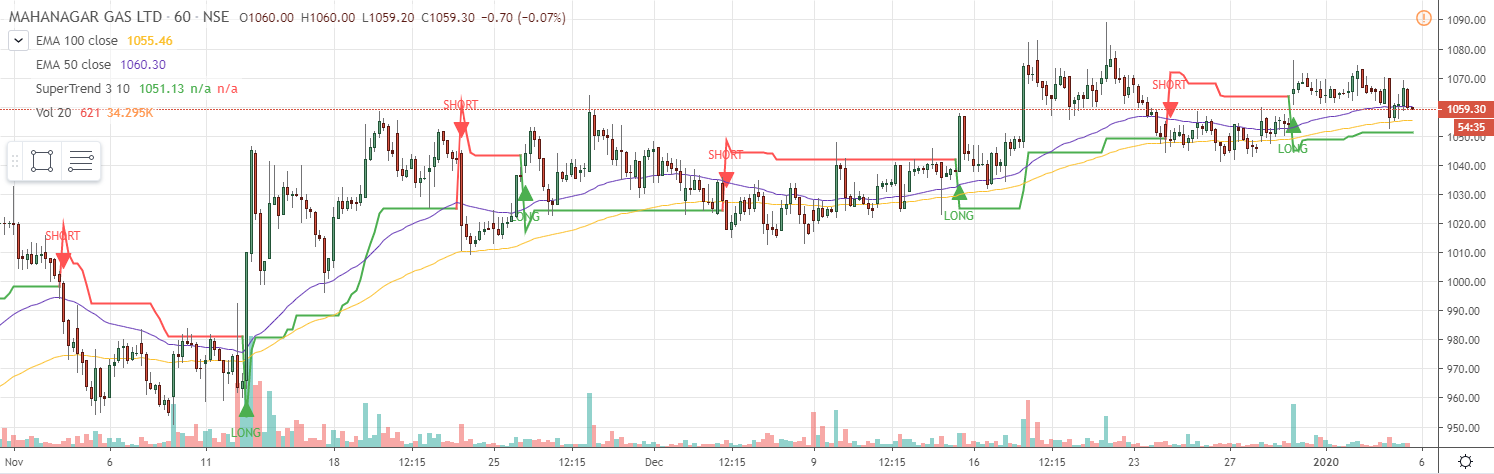 MAHANAGAR GAS LTD · 60 · NSE O1060.00 H1060.00 L1059.20 C1059.30 −0.70 (−0.07%)
EMA 100 close 1055.46
EMA 50 close 1060.30
SuperTrend 3 10 1051.13 n/a n/a
Vol 20 621 34.295K
SHORT
LONG
SHORT
LONG
SHORT
LONG
SHORT
LONG
1090.00
1080.00
1070.00
1059.30
54:35
1050.00
1040.00
1030.00
1020.00
1010.00
1000.00
990.00
980.00
970.00
960.00
950.00
Nov 6 11 18 12:15 25 12:15 Dec 12:15 9 12:15 16 12:15 23 27 2020 6